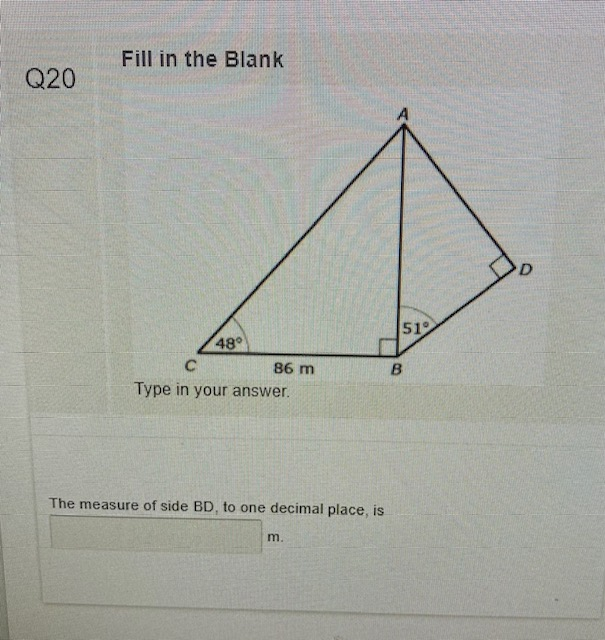 Fill in the Blank
Q20
A
D
51°
48°
C
86 m
B
Type in your answer.
The measure of side BD, to one decimal place, is
m.